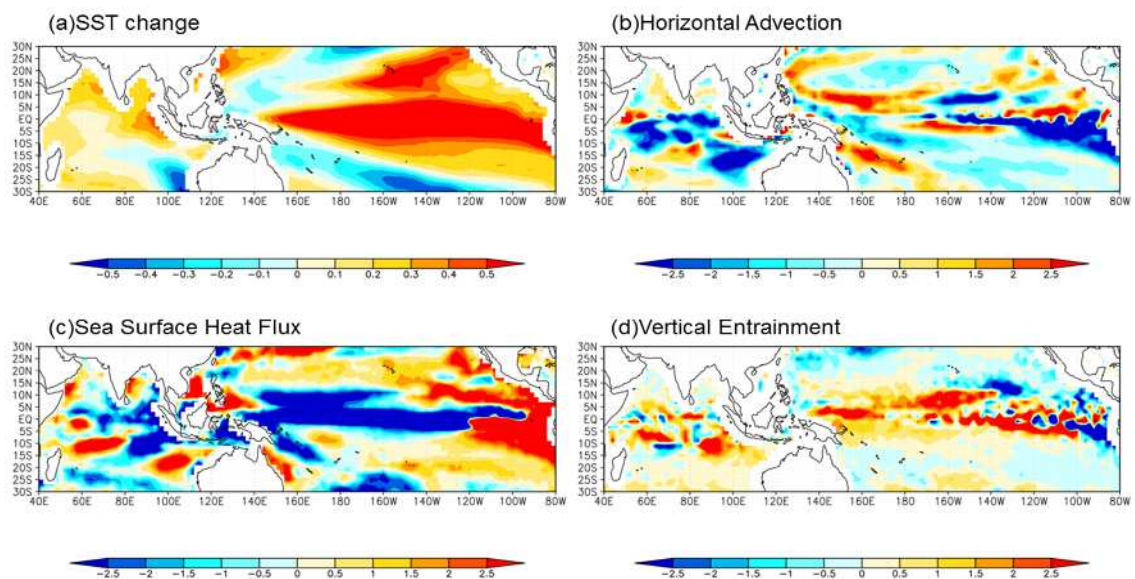 (a)SST change
(b)Horizontal Advection
30N 30N
25N 25N
20N 20N
15N 15N
10N 10N
5N 5N
EQ EQ
5S 5S
10S 10S
15S 15S
20S 20S
25S 25S
30S 30S
40E 60E 80E 100E 120E 140E 160E 180 160W 140W 120W 100W 80W
40E 60E 80E 100E 120E 140E 160E 180 160W 140W 120W 100W 80W
-0.5 -0.4 -0.3 -0.2 -0.1 0 0.1 0.2 0.3 0.4 0.5
-2.5 -2 -1.5 -1 -0.5 0 0.5 1 1.5 2 2.5
(c)Sea Surface Heat Flux
(d)Vertical Entrainment
30N 30N
25N 25N
20N 20N
15N 15N
10N 10N
5N 5N
EQ EQ
5S 5S
10S 10S
15S 15S
20S 20S
25S 25S
30S 30S
40E 60E 80E 100E 120E 140E 160E 180 160W 140W 120W 100W 80W
40E 60E 80E 100E 120E 140E 160E 180 160W 140W 120W 100W 80W
-2.5 -2 -1.5 -1 -0.5 0 0.5 1 1.5 2 2.5
-2.5 -2 -1.5 -1 -0.5 0 0.5 1 1.5 2 2.5